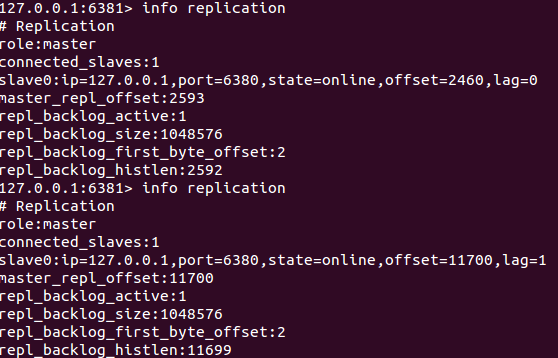 127.0.0.1:6381> info replication
# Replication
role:master
connected_slaves:1
slave0:ip=127.0.0.1,port=6380,state=online,offset=2460,lag=0
master_repl_offset:2593
repl_backlog_active:1
repl_backlog_size:1048576
repl_backlog_first_byte_offset:2
repl_backlog_histlen:2592
127.0.0.1:6381> info replication
# Replication
role:master
connected_slaves:1
slave0:ip=127.0.0.1,port=6380,state=online,offset=11700,lag=1
master_repl_offset:11700
repl_backlog_active:1
repl_backlog_size:1048576
repl_backlog_first_byte_offset:2
repl_backlog_histlen:11699